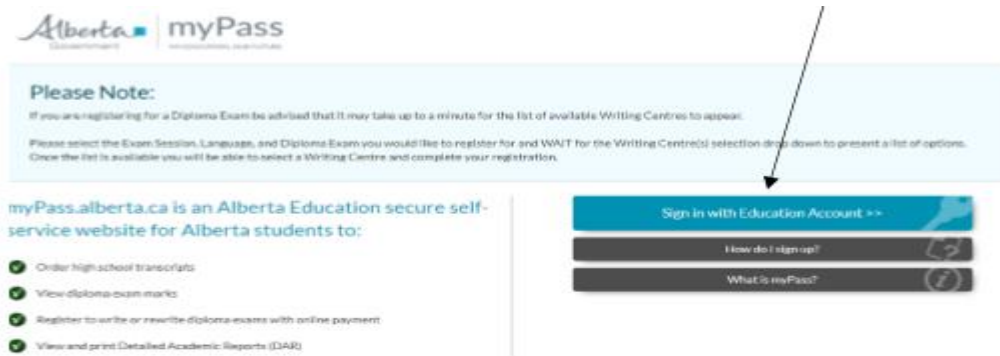 Alberta
Government
myPass
Please Note:
If you are registering for a Diploma Exam be advised that it may take up to a minute for the list of available Writing Centres to appear.
Please select the Exam Session, Language, and Diploma Exam you would like to register for and WAIT for the Writing Centre(s) selection drop down to present a list of options.
Once the list is available you will be able to select a Writing Centre and complete your registration.
myPass.alberta.ca is an Alberta Education secure self-
service website for Alberta students to:
Order high school transcripts
View diploma exam marks
Register to write or rewrite diploma exams with online payment
View and print Detailed Academic Reports (DAR)
Sign in with Education Account >>
How do I sign up?
What is myPass?